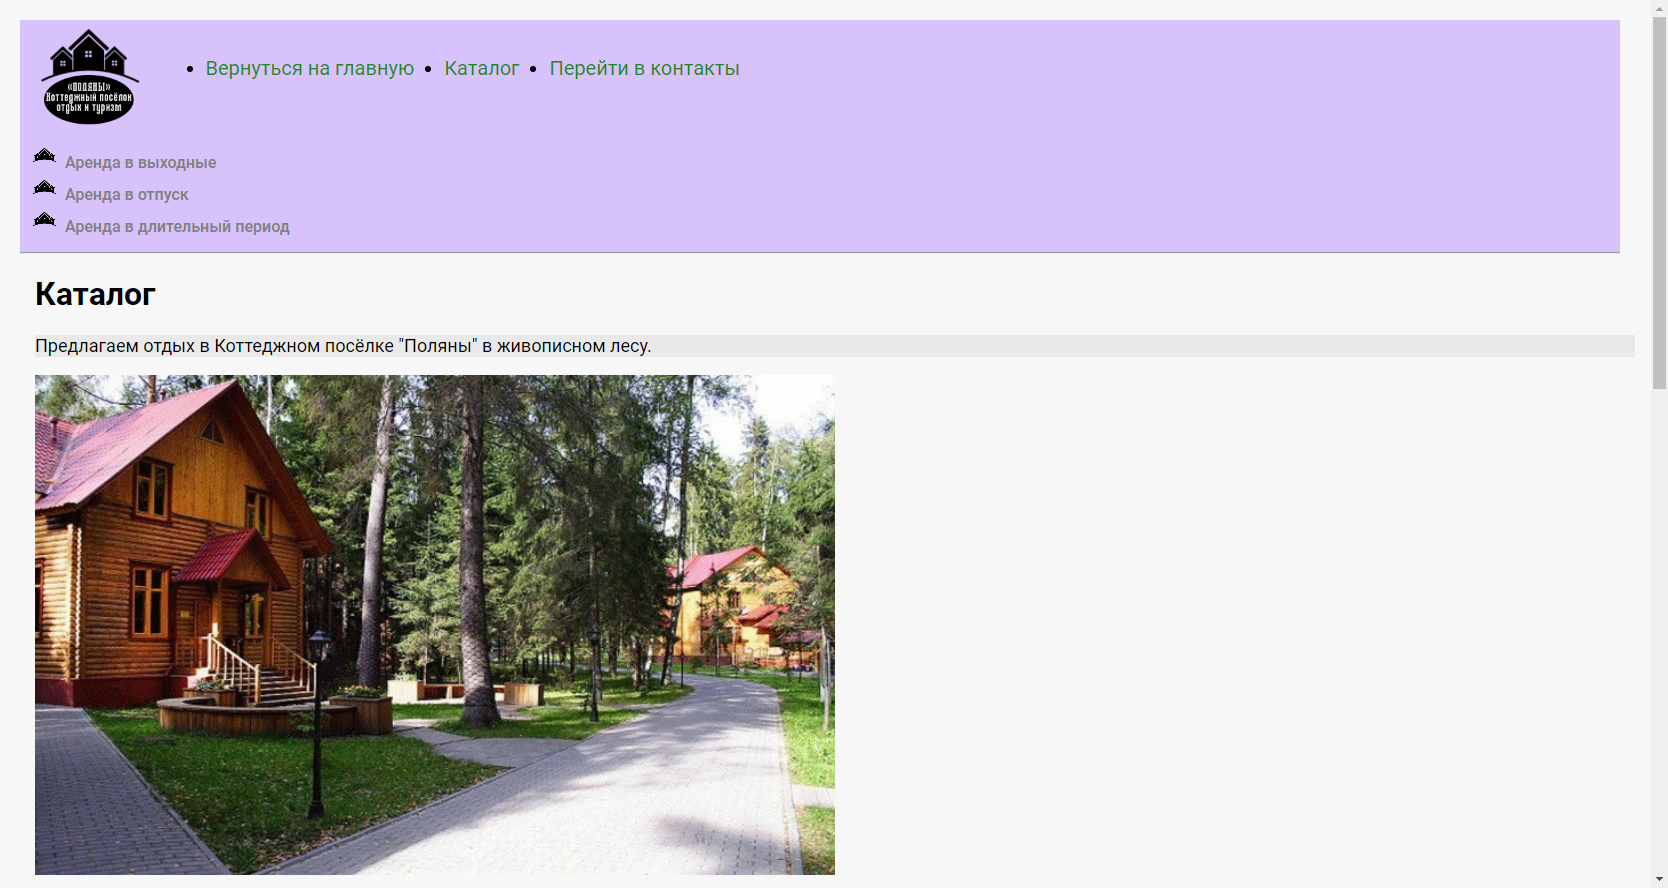 «ПОЛЯНЫ»
Коттеджный посёлок
отдых и туризм
Вернуться на главную
Каталог
Перейти в контакты
Аренда в выходные
Аренда в отпуск
Аренда в длительный период
Каталог
Предлагаем отдых в Коттеджном посёлке "Поляны" в живописном лесу.